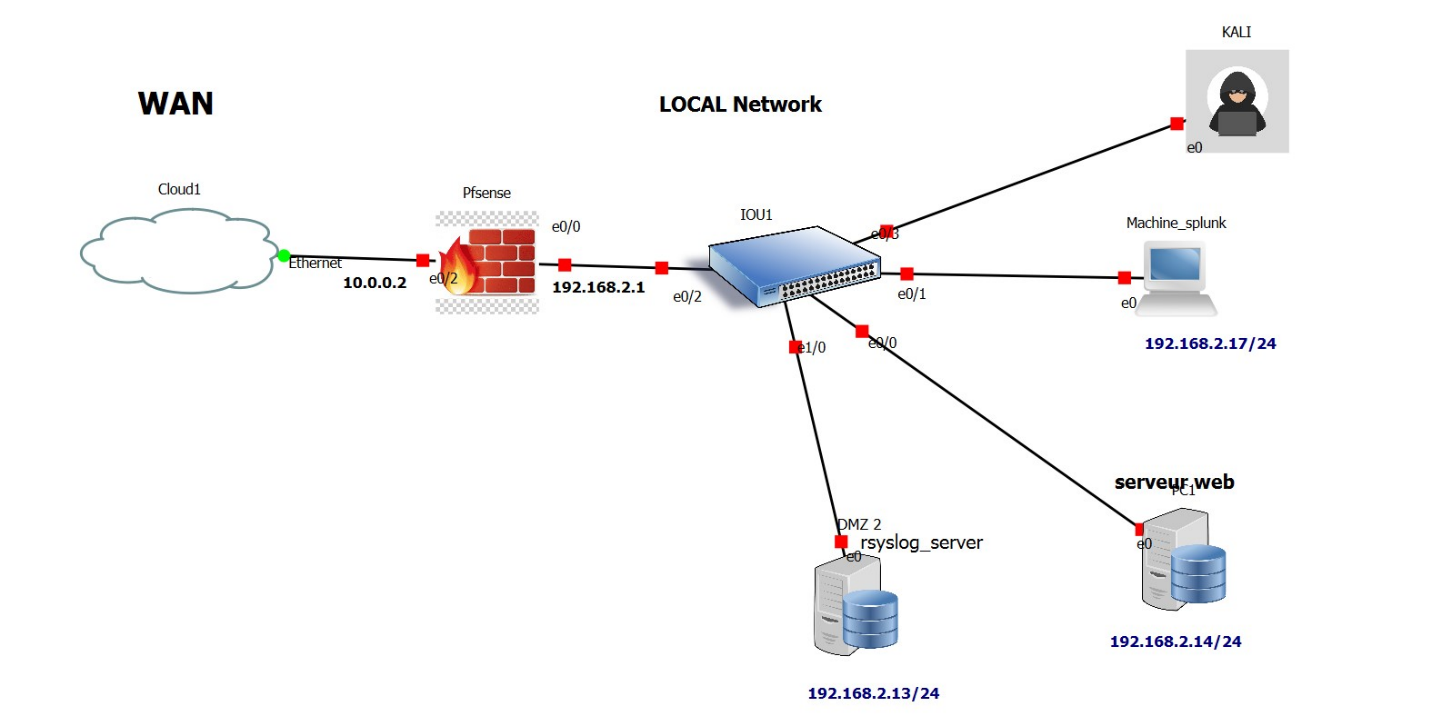 KALI
WAN
LOCAL Network
e0
Cloud1
Pfsense
IOU1
Machine_splunk
e0/0
e0/3
Ethernet
10.0.0.2
e0/2
192.168.2.1
e0/2
e0/1
e0
192.168.2.17/24
e1/0
e0/0
serveur web
PC1
DMZ 2
rsyslog_server
e0
e0
192.168.2.14/24
192.168.2.13/24